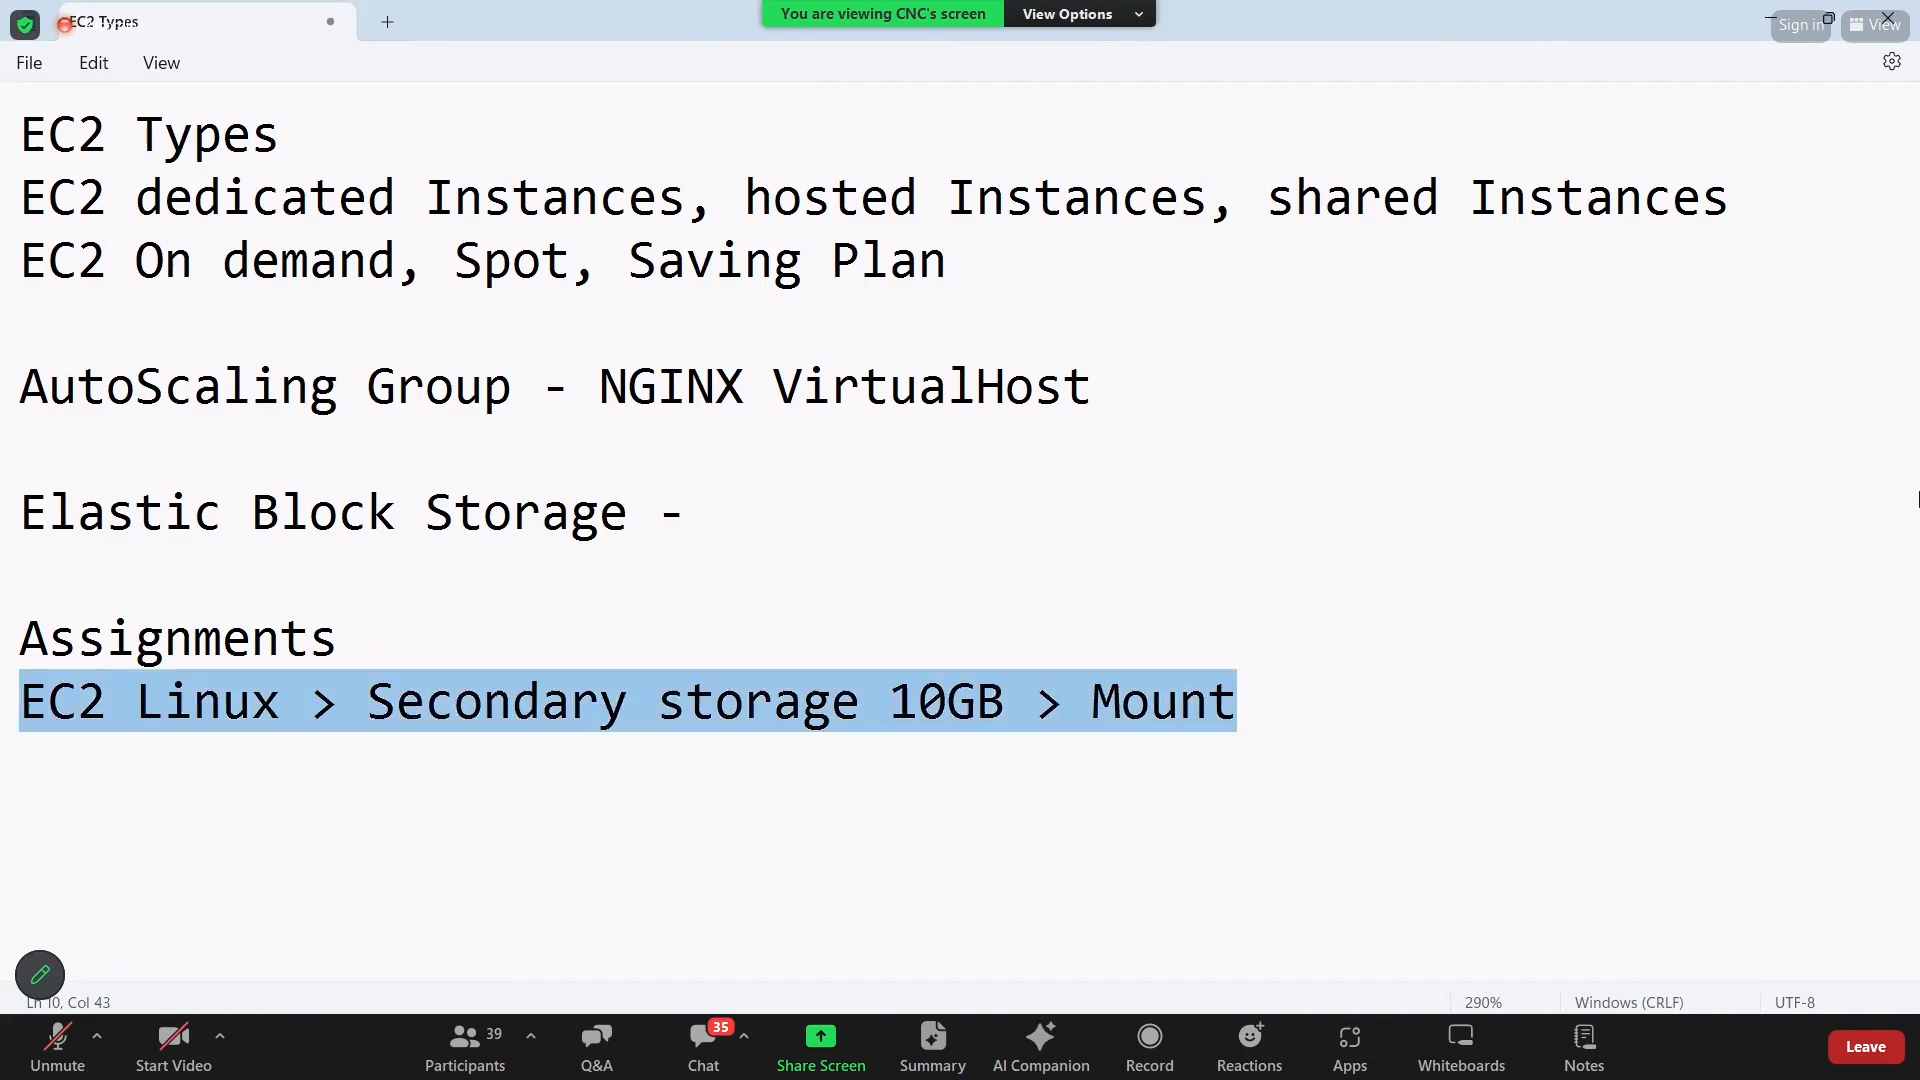 EC2 Types
You are viewing CNC's screen
View Options
Sign in
View
File
Edit
View
EC2 Types
EC2 dedicated Instances, hosted Instances, shared Instances
EC2 On demand, Spot, Saving Plan
AutoScaling Group - NGINX VirtualHost
Elastic Block Storage -
Assignments
EC2 Linux > Secondary storage 10GB > Mount
Ln 10, Col 43
290%
Windows (CRLF)
UTF-8
Unmute
Start Video
39
Participants
Q&A
35
Chat
Share Screen
Summary
AI Companion
Record
Reactions
Apps
Whiteboards
Notes
Leave